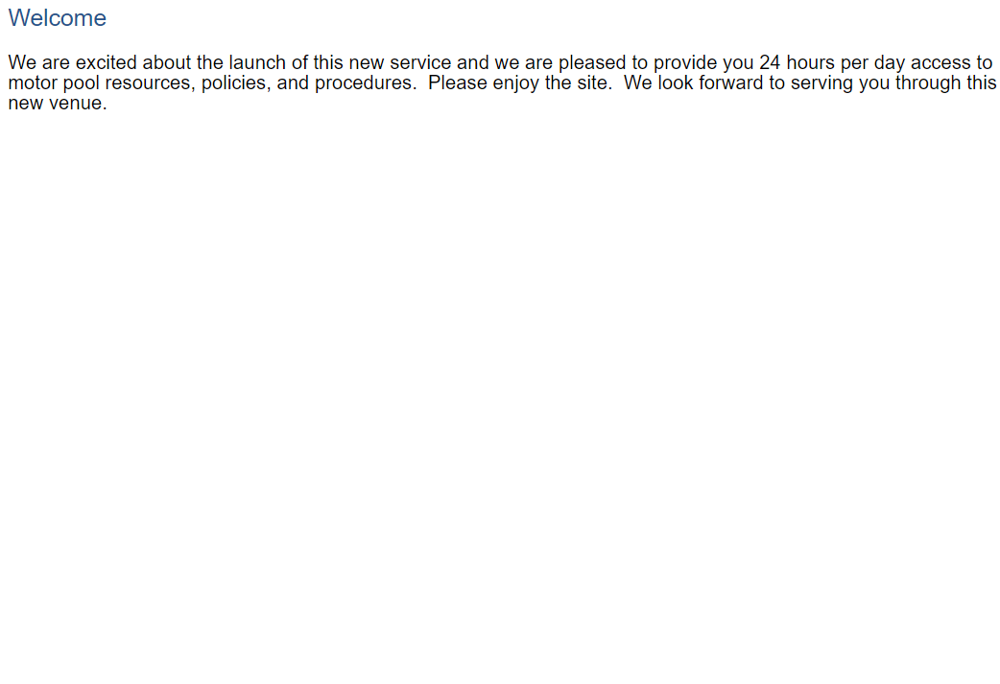 Welcome
We are excited about the launch of this new service and we are pleased to provide you 24 hours per day access to
motor pool resources, policies, and procedures.  Please enjoy the site.  We look forward to serving you through this
new venue.